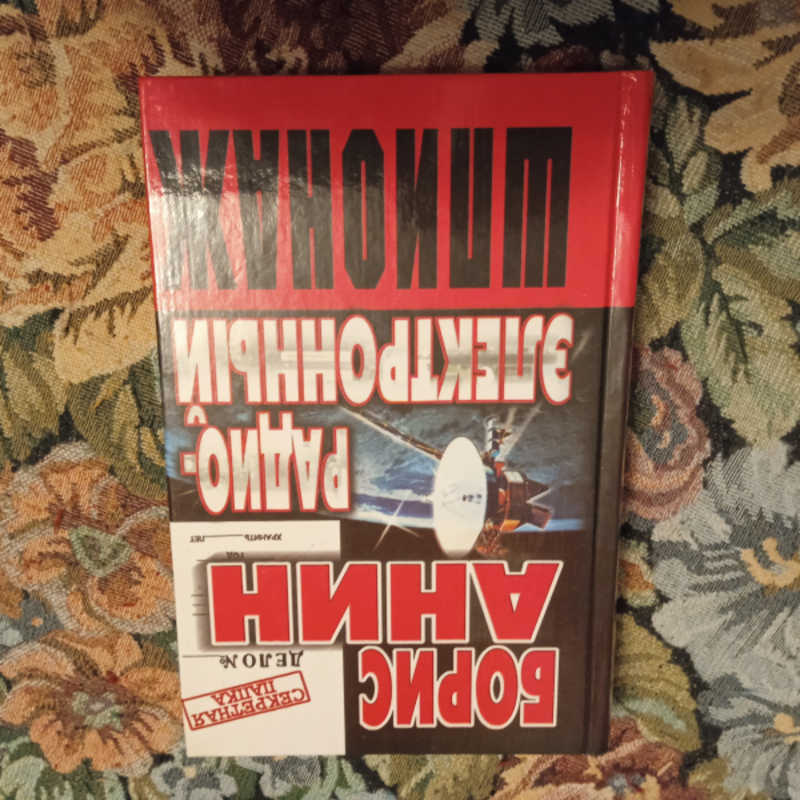 БОРИС
АНИН
СЕКРЕТНАЯ
ПАПКА
ДЕЛО №
ГОД
ХРАНИТЬ ЛЕТ
РАДИО-
ЭЛЕКТРОННЫЙ
ШПИОНАЖ